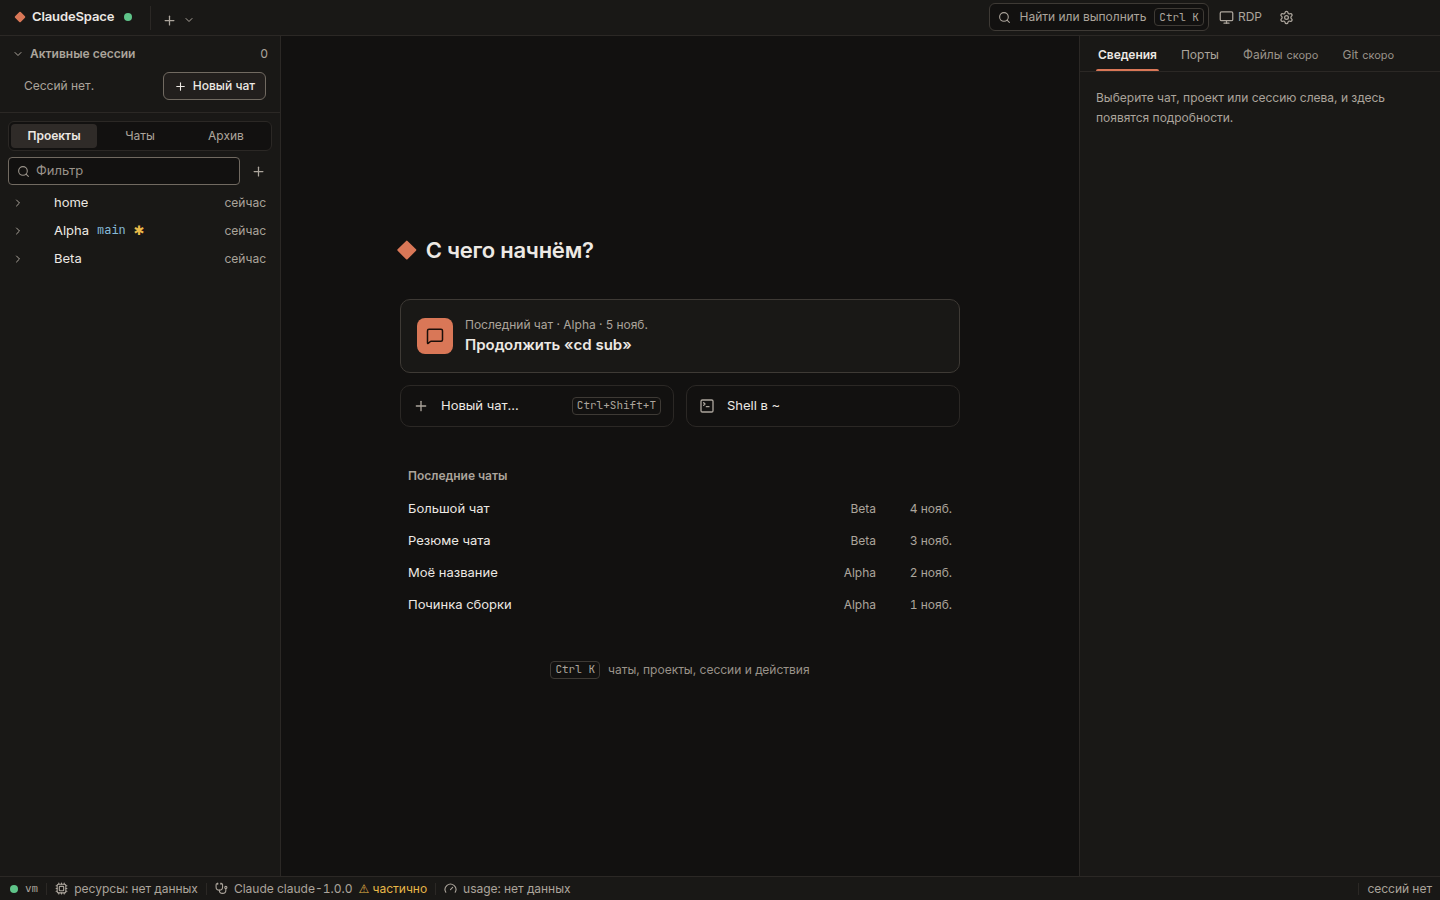 ClaudeSpace
Найти или выполнить Ctrl K RDP
Активные сессии 0
Сессий нет. Новый чат
Проекты Чаты Архив
Фильтр
home сейчас
Alpha main сейчас
Beta сейчас
С чего начнём?
Последний чат · Alpha · 5 нояб.
Продолжить «cd sub»
Новый чат... Ctrl+Shift+T
Shell в ~
Последние чаты
Большой чат Beta 4 нояб.
Резюме чата Beta 3 нояб.
Моё название Alpha 2 нояб.
Починка сборки Alpha 1 нояб.
Ctrl K чаты, проекты, сессии и действия
Сведения Порты Файлы скоро Git скоро
Выберите чат, проект или сессию слева, и здесь
появятся подробности.
vm ресурсы: нет данных Claude claude-1.0.0 ⚠ частично usage: нет данных сессий нет